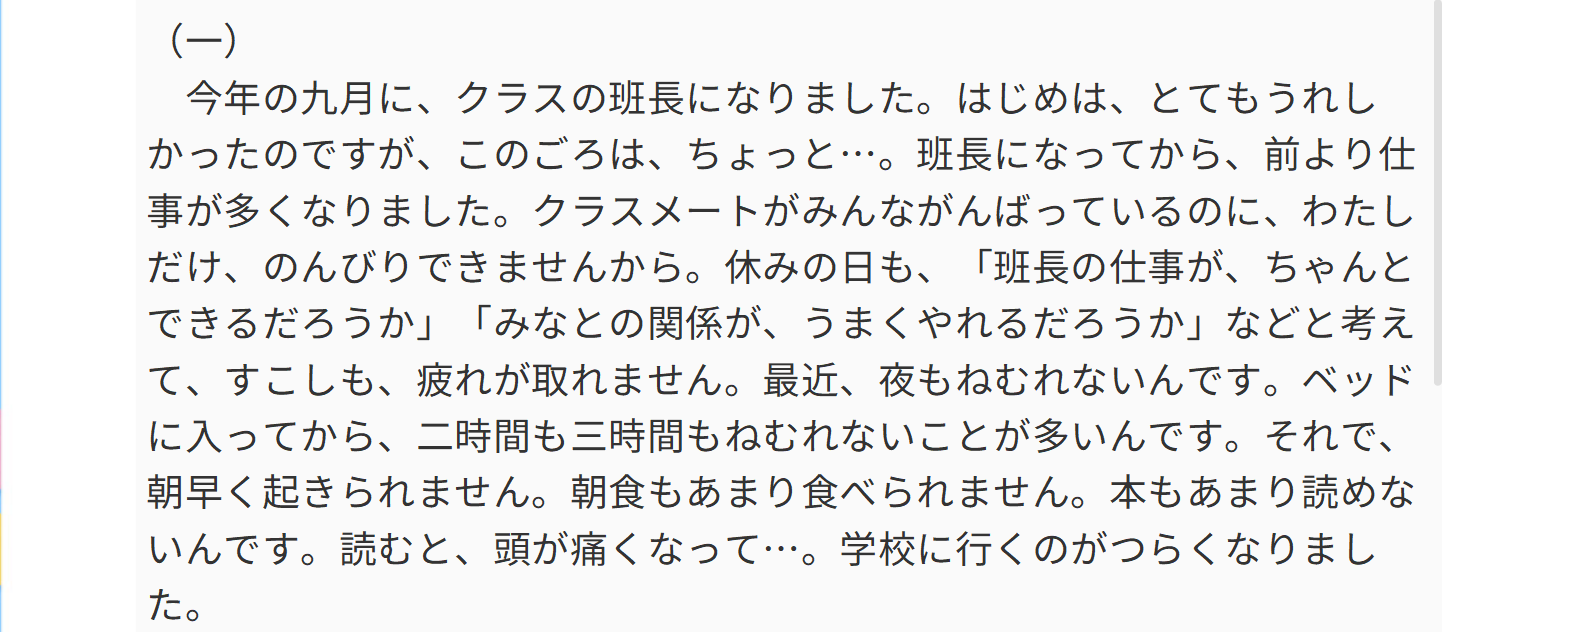 （一）
　今年の九月に、クラスの班長になりました。はじめは、とてもうれし
かったのですが、このごろは、ちょっと…。班長になってから、前より仕
事が多くなりました。クラスメートがみんながんばっているのに、わたし
だけ、のんびりできませんから。休みの日も、「班長の仕事が、ちゃんと
できるだろうか」「みなとの関係が、うまくやれるだろうか」などと考え
て、すこしも、疲れが取れません。最近、夜もねむれないんです。ベッド
に入ってから、二時間も三時間もねむれないことが多いんです。それで、
朝早く起きられません。朝食もあまり食べられません。本もあまり読めな
いんです。読むと、頭が痛くなって…。学校に行くのがつらくなりまし
た。